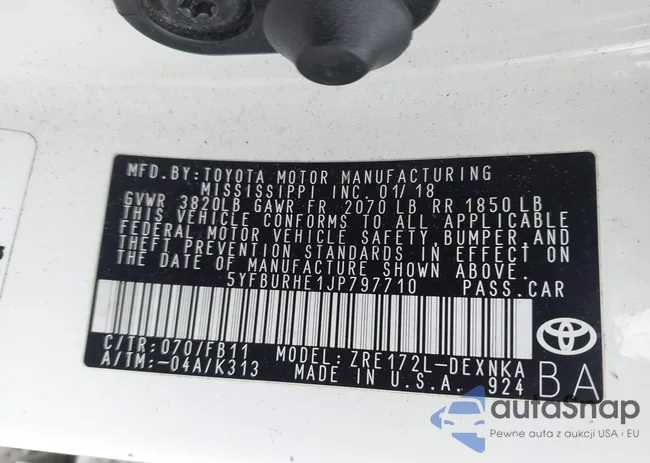 MFD.BY:TOYOTA MOTOR MANUFACTURING
MISSISSIPPI INC. 01/18
GVWR 3820LB GAWR FR 2070 LB RR 1850 LB
THIS VEHICLE CONFORMS TO ALL APPLICABLE
FEDERAL MOTOR VEHICLE SAFETY,BUMPER,AND
THEFT PREVENTION STANDARDS IN EFFECT ON
THE DATE OF MANUFACTURE SHOWN ABOVE.
5YFBURHE1JP797710 PASS.CAR
C/TR:070/FB11 MODEL: ZRE172L-DEXNKA
A/TM:-04A/K313 MADE IN U.S.A. 924
BA
autaSnap
Pewne auta z aukcji USA i EU